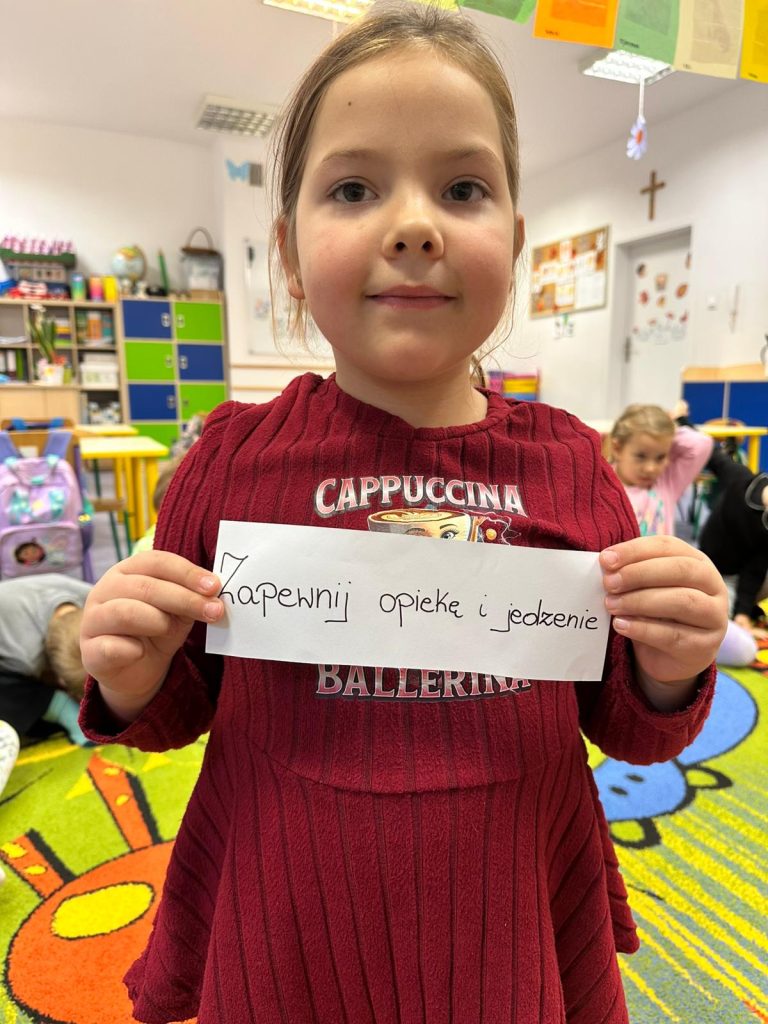 CAPPUCCINA
Zapewnij opiekę i jedzenie
BALLERINA